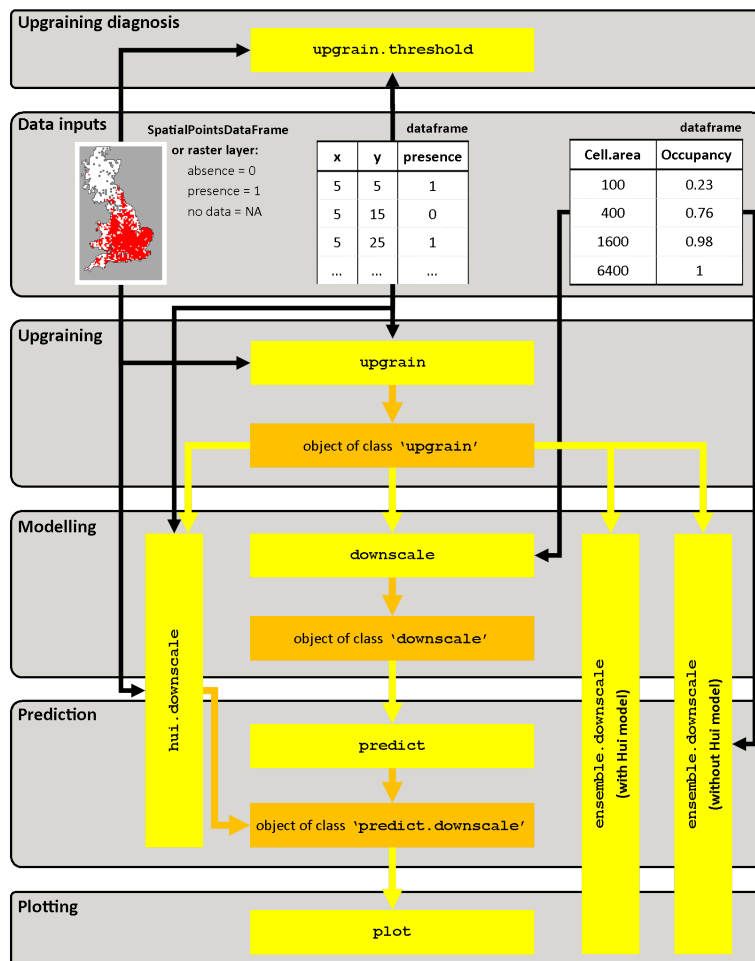 Upgraining diagnosis
upgrain.threshold
Data inputs
SpatialPointsDataFrame
or raster layer:
absence = 0
presence = 1
no data = NA
dataframe
x y presence
5 5 1
5 15 0
5 25 1
... ... ...
dataframe
Cell.area Occupancy
100 0.23
400 0.76
1600 0.98
6400 1
Upgraining
upgrain
object of class ‘upgrain’
Modelling
downscale
object of class ‘downscale’
hui.downscale
ensemble.downscale
(with Hui model)
ensemble.downscale
(without Hui model)
Prediction
predict
object of class ‘predict.downscale’
Plotting
plot